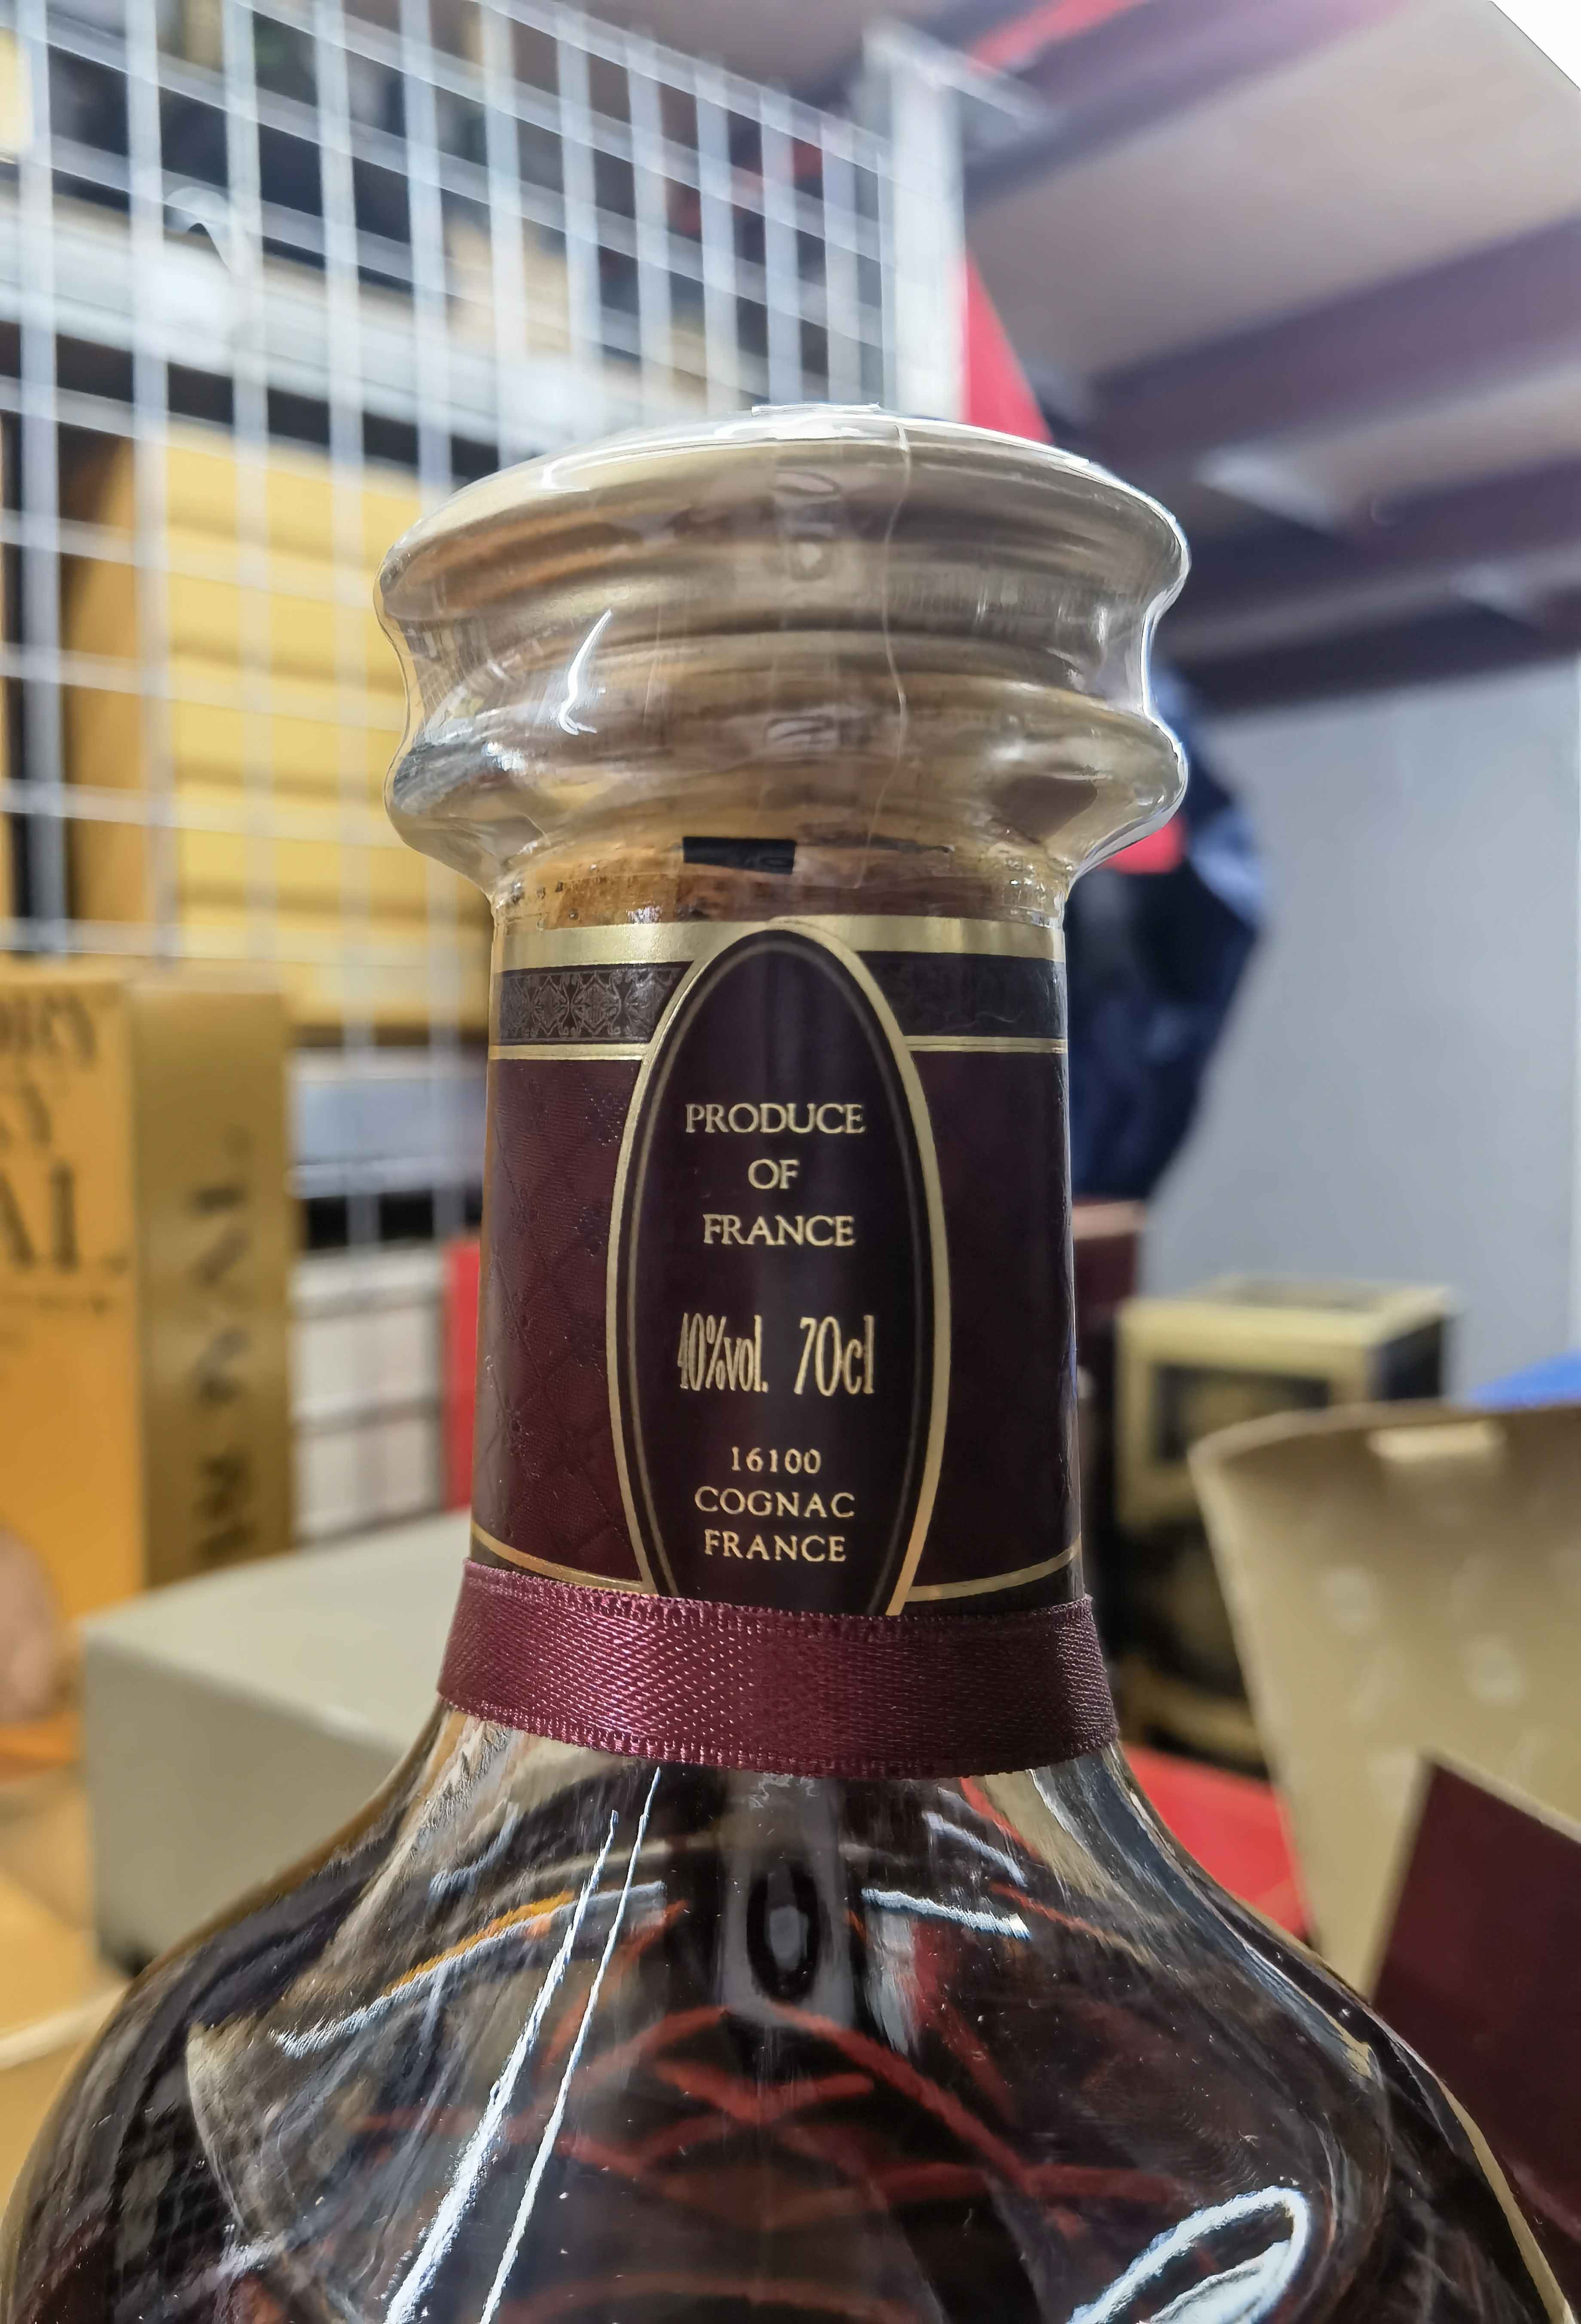 PRODUCE
OF
FRANCE
40%vol. 70cl
16100
COGNAC
FRANCE